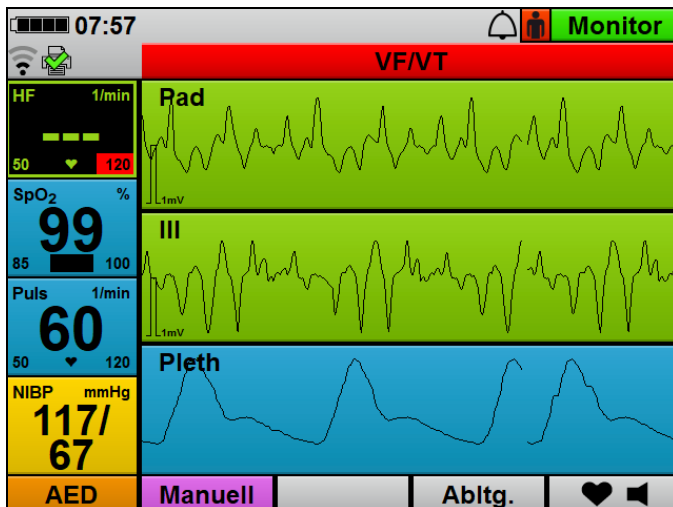 07:57
Monitor
VF/VT
HF 1/min
---
50 120
SpO2 %
99
85 100
Puls 1/min
60
50 120
NIBP mmHg
117/
67
Pad
1mV
III
1mV
Pleth
AED Manuell Abltg.